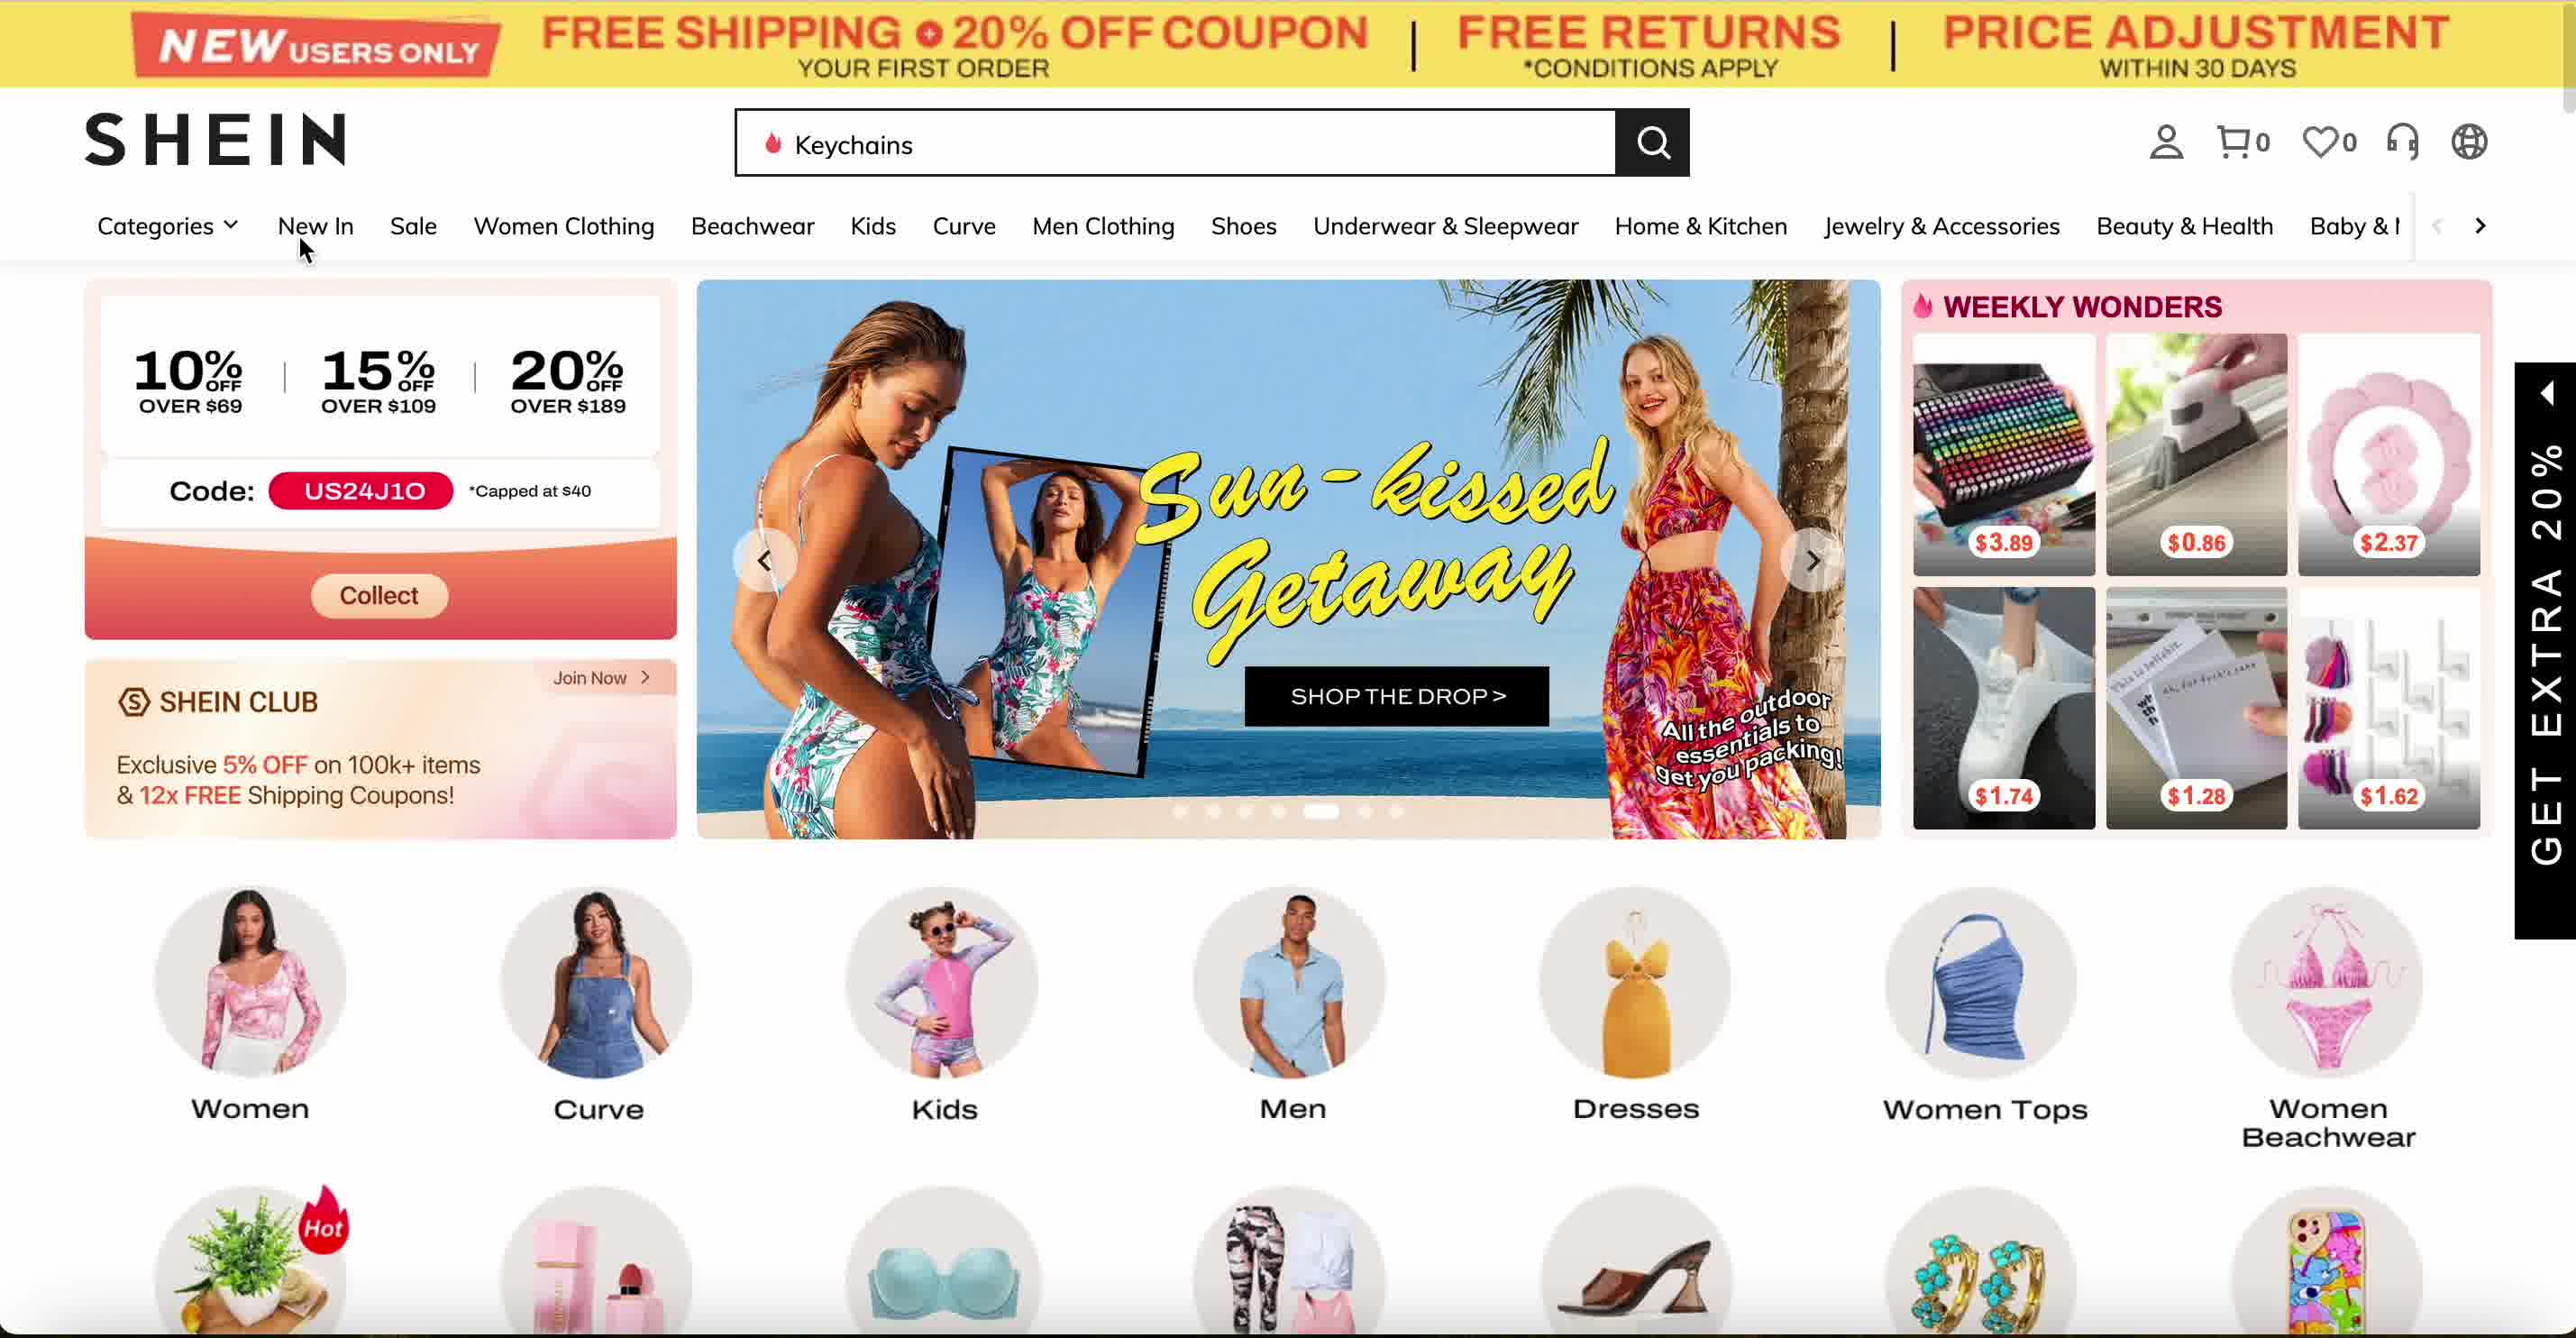 NEW USERS ONLY
FREE SHIPPING + 20% OFF COUPON
YOUR FIRST ORDER
FREE RETURNS
*CONDITIONS APPLY
PRICE ADJUSTMENT
WITHIN 30 DAYS
SHEIN
Keychains
0
0
Categories
New In
Sale
Women Clothing
Beachwear
Kids
Curve
Men Clothing
Shoes
Underwear & Sleepwear
Home & Kitchen
Jewelry & Accessories
Beauty & Health
Baby &
10% OFF
OVER $69
15% OFF
OVER $109
20% OFF
OVER $189
Code: US24J1O *Capped at $40
Collect
Join Now >
SHEIN CLUB
Exclusive 5% OFF on 100k+ items
& 12x FREE Shipping Coupons!
Sun-kissed
Getaway
SHOP THE DROP >
All the outdoor
essentials to
get you packing!
WEEKLY WONDERS
$3.89
$0.86
$2.37
$1.74
$1.28
$1.62
GET EXTRA 20%
Women
Curve
Kids
Men
Dresses
Women Tops
Women
Beachwear
Hot